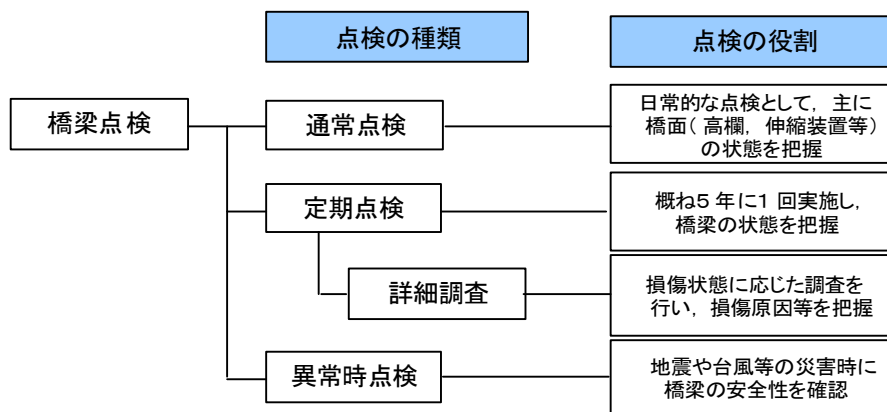 点検の種類
点検の役割
橋梁点検
通常点検
日常的な点検として，主に
橋面（高欄，伸縮装置等）
の状態を把握
定期点検
概ね5年に1回実施し，
橋梁の状態を把握
詳細調査
損傷状態に応じた調査を
行い，損傷原因等を把握
異常時点検
地震や台風等の災害時に
橋梁の安全性を確認